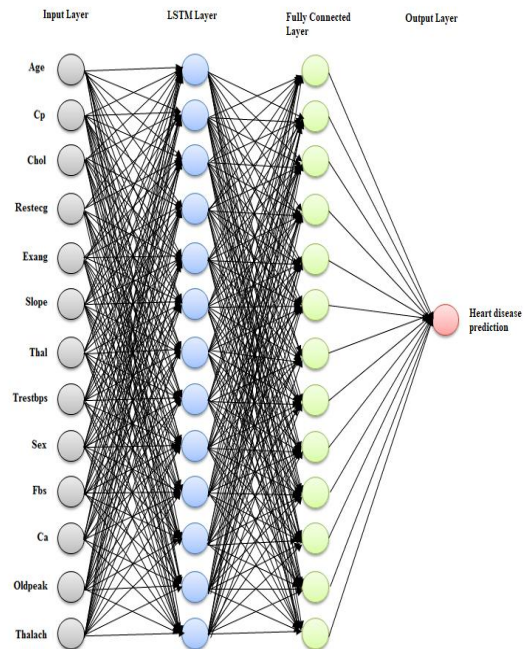 Input Layer
LSTM Layer
Fully Connected
Layer
Output Layer
Age
Cp
Chol
Restecg
Exang
Slope
Thal
Trestbps
Sex
Fbs
Ca
Oldpeak
Thalach
Heart disease
prediction